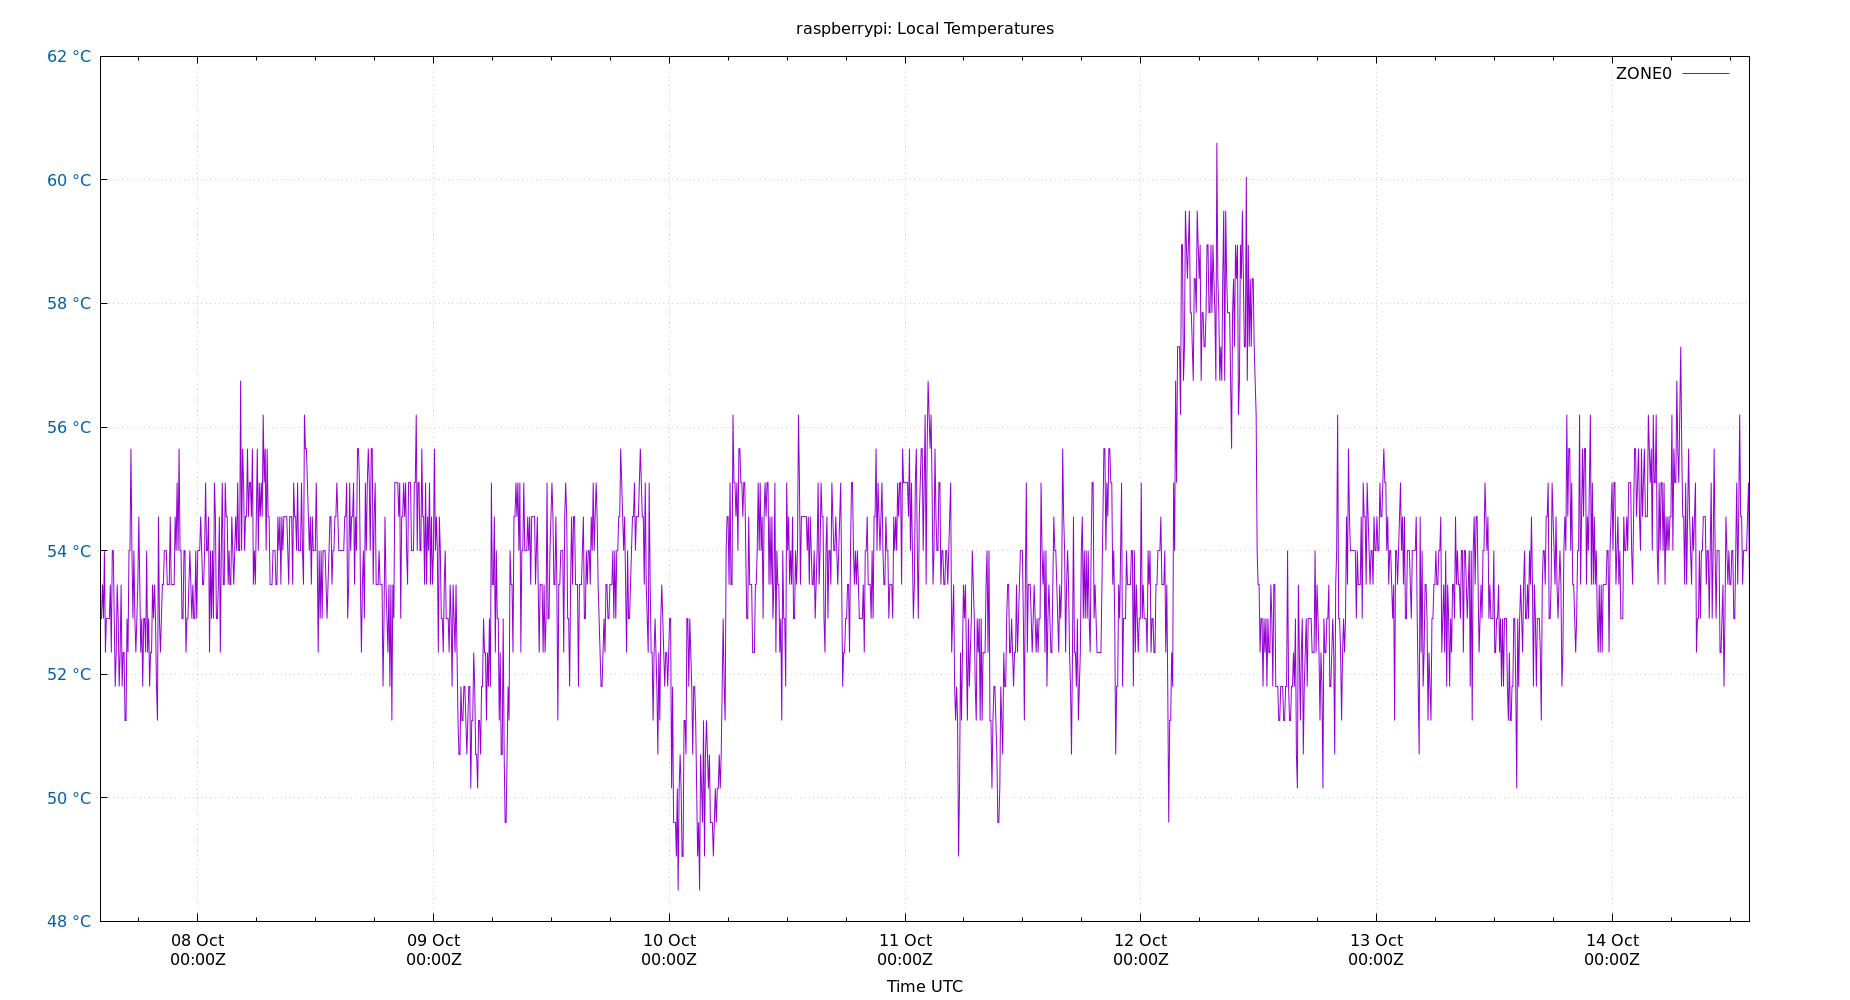 raspberrypi: Local Temperatures
62 °C
ZONE0
60 °C
58 °C
56 °C
54 °C
52 °C
50 °C
48 °C
08 Oct 09 Oct 10 Oct 11 Oct 12 Oct 13 Oct 14 Oct
00:00Z 00:00Z 00:00Z 00:00Z 00:00Z 00:00Z 00:00Z
Time UTC